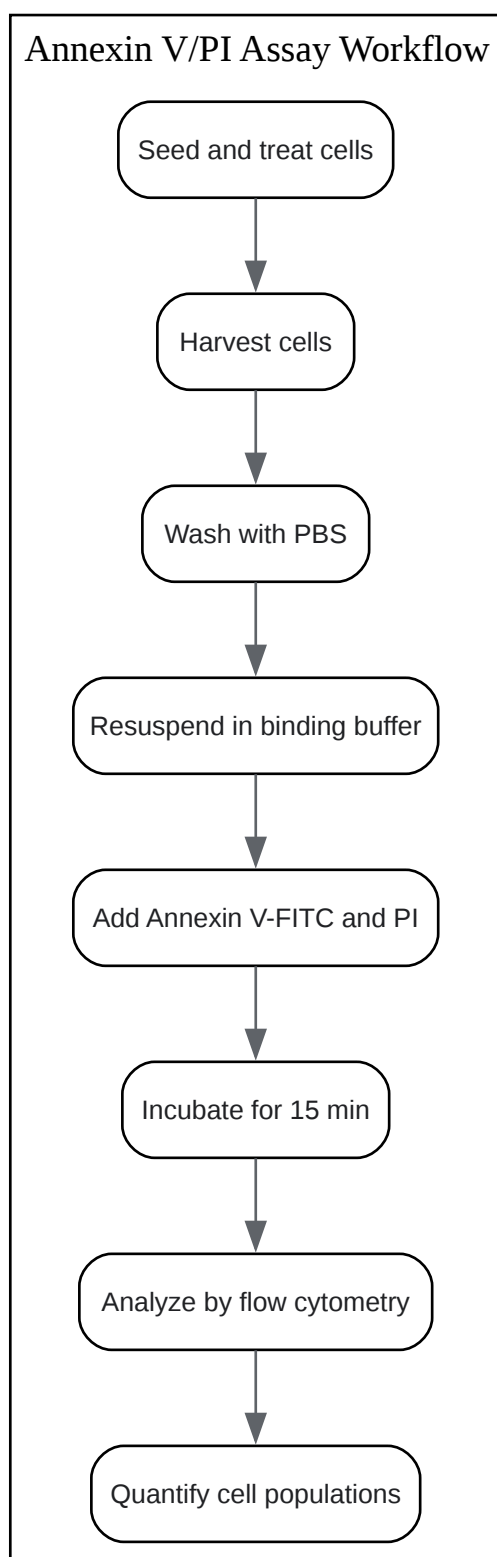 Annexin V/PI Assay Workflow
Seed and treat cells
Harvest cells
Wash with PBS
Resuspend in binding buffer
Add Annexin V-FITC and PI
Incubate for 15 min
Analyze by flow cytometry
Quantify cell populations